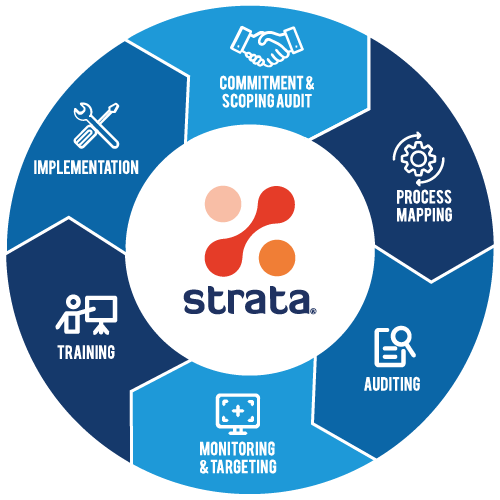 COMMITMENT &
SCOPING AUDIT
PROCESS
MAPPING
AUDITING
MONITORING
& TARGETING
TRAINING
IMPLEMENTATION
strata®